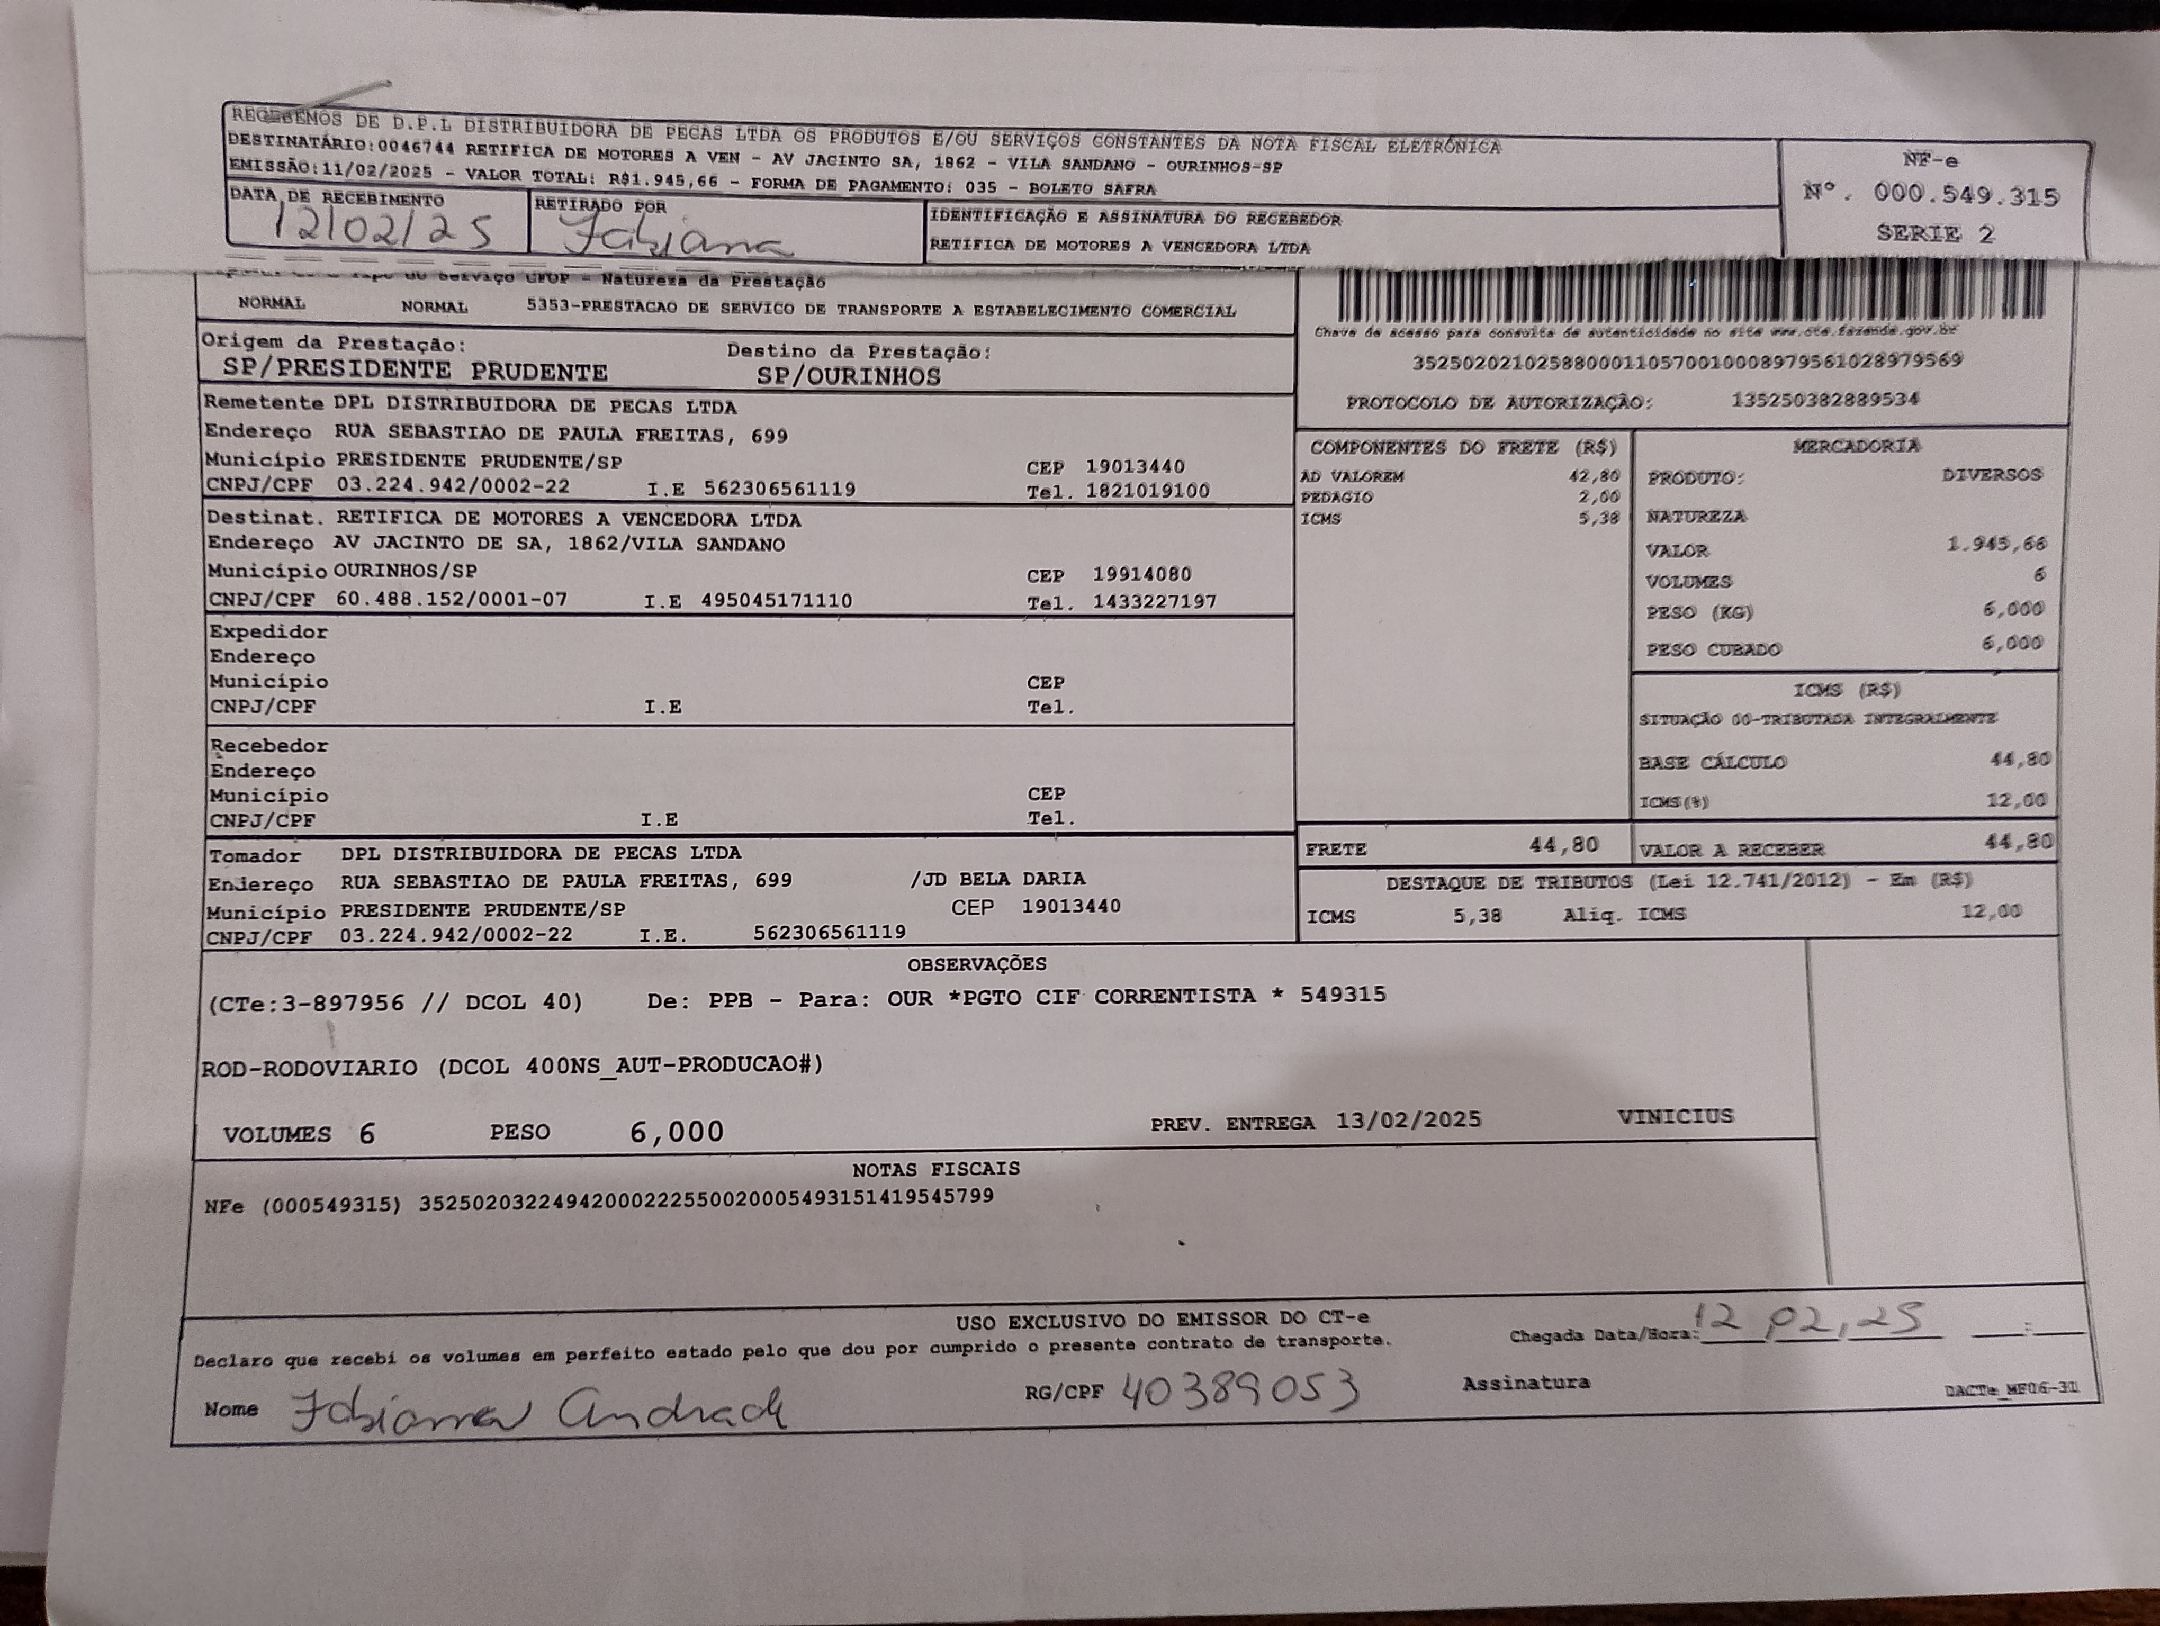 RECEBEMOS DE D.P.L DISTRIBUIDORA DE PECAS LTDA OS PRODUTOS E/OU SERVIÇOS CONSTANTES DA NOTA FISCAL ELETRÔNICA
DESTINATÁRIO:0046744 RETIFICA DE MOTORES A VEN - AV JACINTO SA, 1862 - VILA SANDANO - OURINHOS-SP
EMISSÃO:11/02/2025 - VALOR TOTAL: R$1.945,66 - FORMA DE PAGAMENTO: 035 - BOLETO SAFRA
NF-e
Nº. 000.549.315
SERIE 2
DATA DE RECEBIMENTO RETIRADO POR IDENTIFICAÇÃO E ASSINATURA DO RECEBEDOR
12/02/25 Fabiana RETIFICA DE MOTORES A VENCEDORA LTDA
Tipo do Serviço CFOP - Natureza da Prestação
NORMAL NORMAL 5353-PRESTACAO DE SERVICO DE TRANSPORTE A ESTABELECIMENTO COMERCIAL
Chave de acesso para consulta de autenticidade no site www.cte.fazenda.gov.br
35250202102588000110570010008979561028979569
PROTOCOLO DE AUTORIZAÇÃO: 135250382889534
Origem da Prestação: Destino da Prestação:
SP/PRESIDENTE PRUDENTE SP/OURINHOS
Remetente DPL DISTRIBUIDORA DE PECAS LTDA
Endereço RUA SEBASTIAO DE PAULA FREITAS, 699
Município PRESIDENTE PRUDENTE/SP CEP 19013440
CNPJ/CPF 03.224.942/0002-22 I.E 562306561119 Tel. 1821019100
Destinat. RETIFICA DE MOTORES A VENCEDORA LTDA
Endereço AV JACINTO DE SA, 1862/VILA SANDANO
Município OURINHOS/SP CEP 19914080
CNPJ/CPF 60.488.152/0001-07 I.E 495045171110 Tel. 1433227197
Expedidor
Endereço
Município CEP
CNPJ/CPF I.E Tel.
Recebedor
Endereço
Município CEP
CNPJ/CPF I.E Tel.
Tomador DPL DISTRIBUIDORA DE PECAS LTDA
Endereço RUA SEBASTIAO DE PAULA FREITAS, 699 /JD BELA DARIA
Município PRESIDENTE PRUDENTE/SP CEP 19013440
CNPJ/CPF 03.224.942/0002-22 I.E. 562306561119
COMPONENTES DO FRETE (R$)
AD VALOREM 42,80
PEDAGIO 2,00
ICMS 5,38
MERCADORIA
PRODUTO: DIVERSOS
NATUREZA
VALOR 1.945,66
VOLUMES 6
PESO (KG) 6,000
PESO CUBADO 6,000
ICMS (R$)
SITUAÇÃO 00-TRIBUTADA INTEGRALMENTE
BASE CÁLCULO 44,80
ICMS(%) 12,00
FRETE 44,80 VALOR A RECEBER 44,80
DESTAQUE DE TRIBUTOS (Lei 12.741/2012) - Em (R$)
ICMS 5,38 Aliq. ICMS 12,00
OBSERVAÇÕES
(CTe:3-897956 // DCOL 40) De: PPB - Para: OUR *PGTO CIF CORRENTISTA * 549315
ROD-RODOVIARIO (DCOL 400NS_AUT-PRODUCAO#)
VOLUMES 6 PESO 6,000 PREV. ENTREGA 13/02/2025 VINICIUS
NOTAS FISCAIS
NFe (000549315) 35250203224942000222550020005493151419545799
USO EXCLUSIVO DO EMISSOR DO CT-e
Declaro que recebi os volumes em perfeito estado pelo que dou por cumprido o presente contrato de transporte. Chegada Data/Hora: 12,02,25 __:__
Nome Fabiana Andrade RG/CPF 40389053 Assinatura DACTe_MF06-31